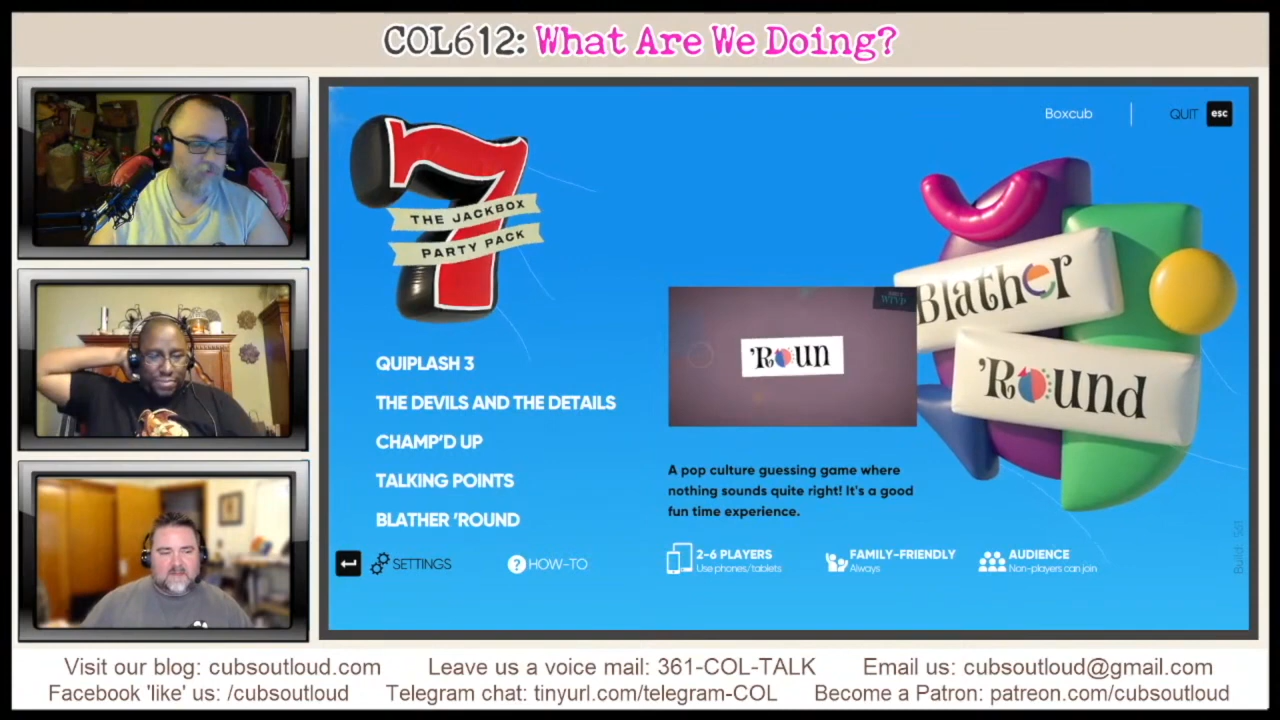 COL612: What Are We Doing?
Boxcub
QUIT
esc
7
THE JACKBOX
PARTY PACK
Blather
'Round
'ROUN
QUIPLASH 3
THE DEVILS AND THE DETAILS
CHAMP'D UP
TALKING POINTS
BLATHER 'ROUND
A pop culture guessing game where
nothing sounds quite right! It's a good
fun time experience.
SETTINGS
? HOW-TO
2-6 PLAYERS
Use phones/tablets
FAMILY-FRIENDLY
Always
AUDIENCE
Non-players can join
Visit our blog: cubsoutloud.com Leave us a voice mail: 361-COL-TALK Email us: cubsoutloud@gmail.com
Facebook 'like' us: /cubsoutloud Telegram chat: tinyurl.com/telegram-COL Become a Patron: patreon.com/cubsoutloud